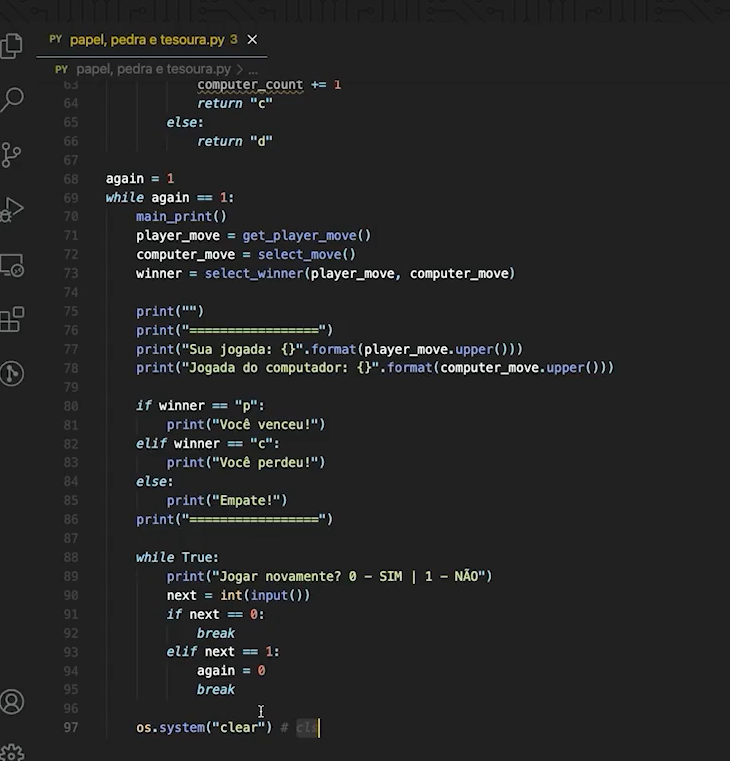 PY papel, pedra e tesoura.py 3 ×
PY papel, pedra e tesoura.py > ...
63 computer_count += 1
64 return "c"
65 else:
66 return "d"
67
68 again = 1
69 while again == 1:
70 main_print()
71 player_move = get_player_move()
72 computer_move = select_move()
73 winner = select_winner(player_move, computer_move)
74
75 print("")
76 print("=================")
77 print("Sua jogada: {}".format(player_move.upper()))
78 print("Jogada do computador: {}".format(computer_move.upper()))
79
80 if winner == "p":
81 print("Você venceu!")
82 elif winner == "c":
83 print("Você perdeu!")
84 else:
85 print("Empate!")
86 print("=================")
87
88 while True:
89 print("Jogar novamente? 0 - SIM | 1 - NÃO")
90 next = int(input())
91 if next == 0:
92 break
93 elif next == 1:
94 again = 0
95 break
96
97 os.system("clear") # cls